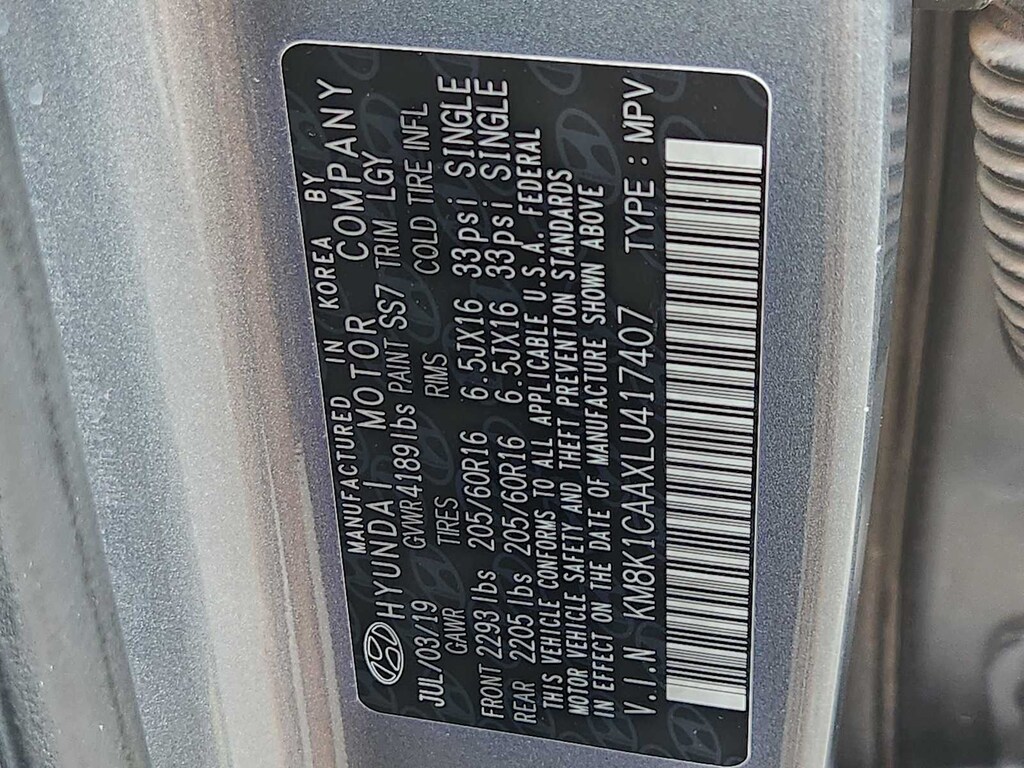 MANUFACTURED IN KOREA BY
HYUNDAI MOTOR COMPANY
JUL/03/19 GVWR4189lbs PAINT SS7 TRIM LGY
GAWR TIRES RIMS COLD TIRE INFL
FRONT 2293 lbs 205/60R16 6.5JX16 33psi SINGLE
REAR 2205 lbs 205/60R16 6.5JX16 33psi SINGLE
THIS VEHICLE CONFORMS TO ALL APPLICABLE U.S.A. FEDERAL
MOTOR VEHICLE SAFETY AND THEFT PREVENTION STANDARDS
IN EFFECT ON THE DATE OF MANUFACTURE SHOWN ABOVE
V.I.N KM8K1CAAXLU417407 TYPE : MPV